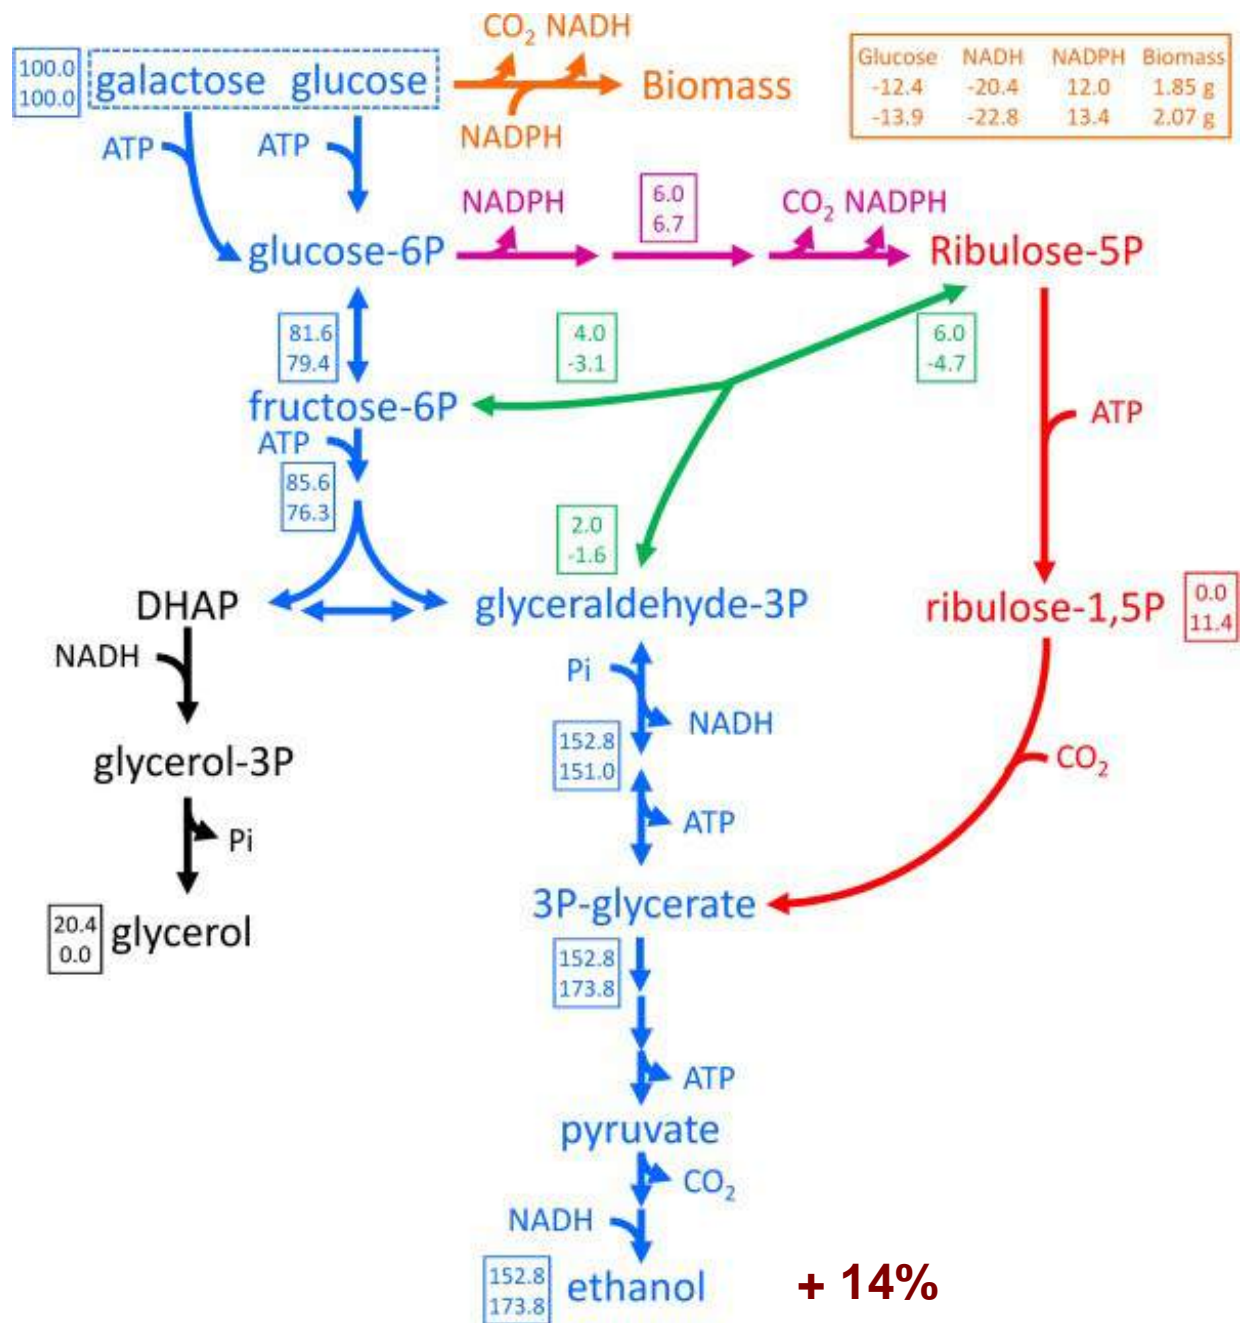 CO2 NADH
100.0
100.0
galactose glucose
Biomass
Glucose NADH NADPH Biomass
-12.4 -20.4 12.0 1.85 g
-13.9 -22.8 13.4 2.07 g
ATP
ATP
NADPH
NADPH
6.0
6.7
CO2 NADPH
glucose-6P
Ribulose-5P
81.6
79.4
4.0
-3.1
6.0
-4.7
fructose-6P
ATP
ATP
85.6
76.3
2.0
-1.6
DHAP
glyceraldehyde-3P
ribulose-1,5P
0.0
11.4
NADH
Pi
NADH
glycerol-3P
152.8
151.0
CO2
ATP
Pi
3P-glycerate
20.4
0.0
glycerol
152.8
173.8
ATP
pyruvate
CO2
NADH
152.8
173.8
ethanol
+ 14%